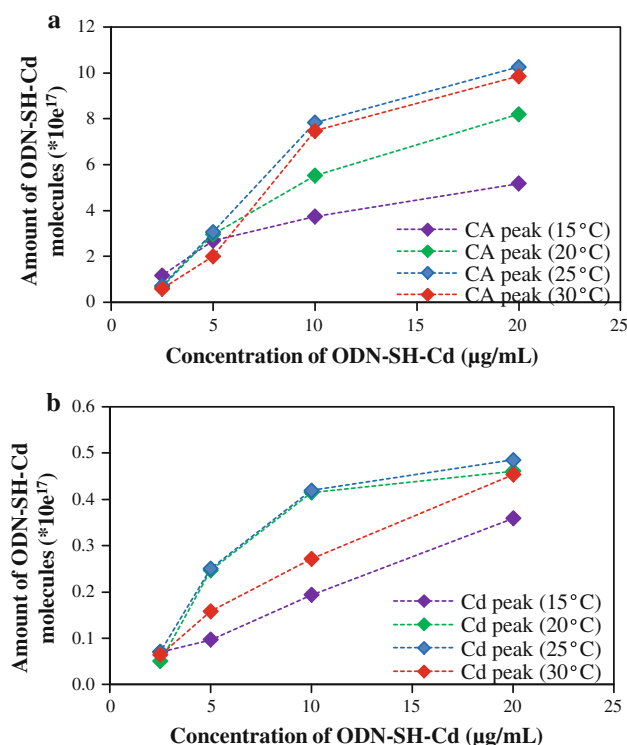 a
12
10
8
6
4
2
0
0 5 10 15 20 25
Amount of ODN-SH-Cd
molecules (*10e¹⁷)
CA peak (15°C)
CA peak (20°C)
CA peak (25°C)
CA peak (30°C)
Concentration of ODN-SH-Cd (µg/mL)
b
0.6
0.5
0.4
0.3
0.2
0.1
0.0
0 5 10 15 20 25
Amount of ODN-SH-Cd
molecules (*10e¹⁷)
Cd peak (15°C)
Cd peak (20°C)
Cd peak (25°C)
Cd peak (30°C)
Concentration of ODN-SH-Cd (µg/mL)